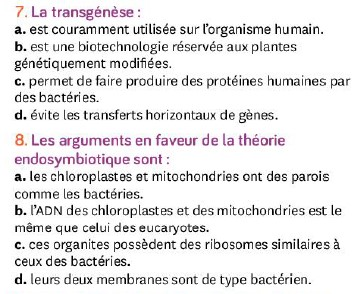 7. La transgénèse :
a. est couramment utilisée sur l'organisme humain.
b. est une biotechnologie réservée aux plantes
génétiquement modifiées.
c. permet de faire produire des protéines humaines par
des bactéries.
d. évite les transferts horizontaux de gènes.
8. Les arguments en faveur de la théorie
endosymbiotique sont :
a. les chloroplastes et mitochondries ont des parois
comme les bactéries.
b. l'ADN des chloroplastes et des mitochondries est le
même que celui des eucaryotes.
c. ces organites possèdent des ribosomes similaires à
ceux des bactéries.
d. leurs deux membranes sont de type bactérien.